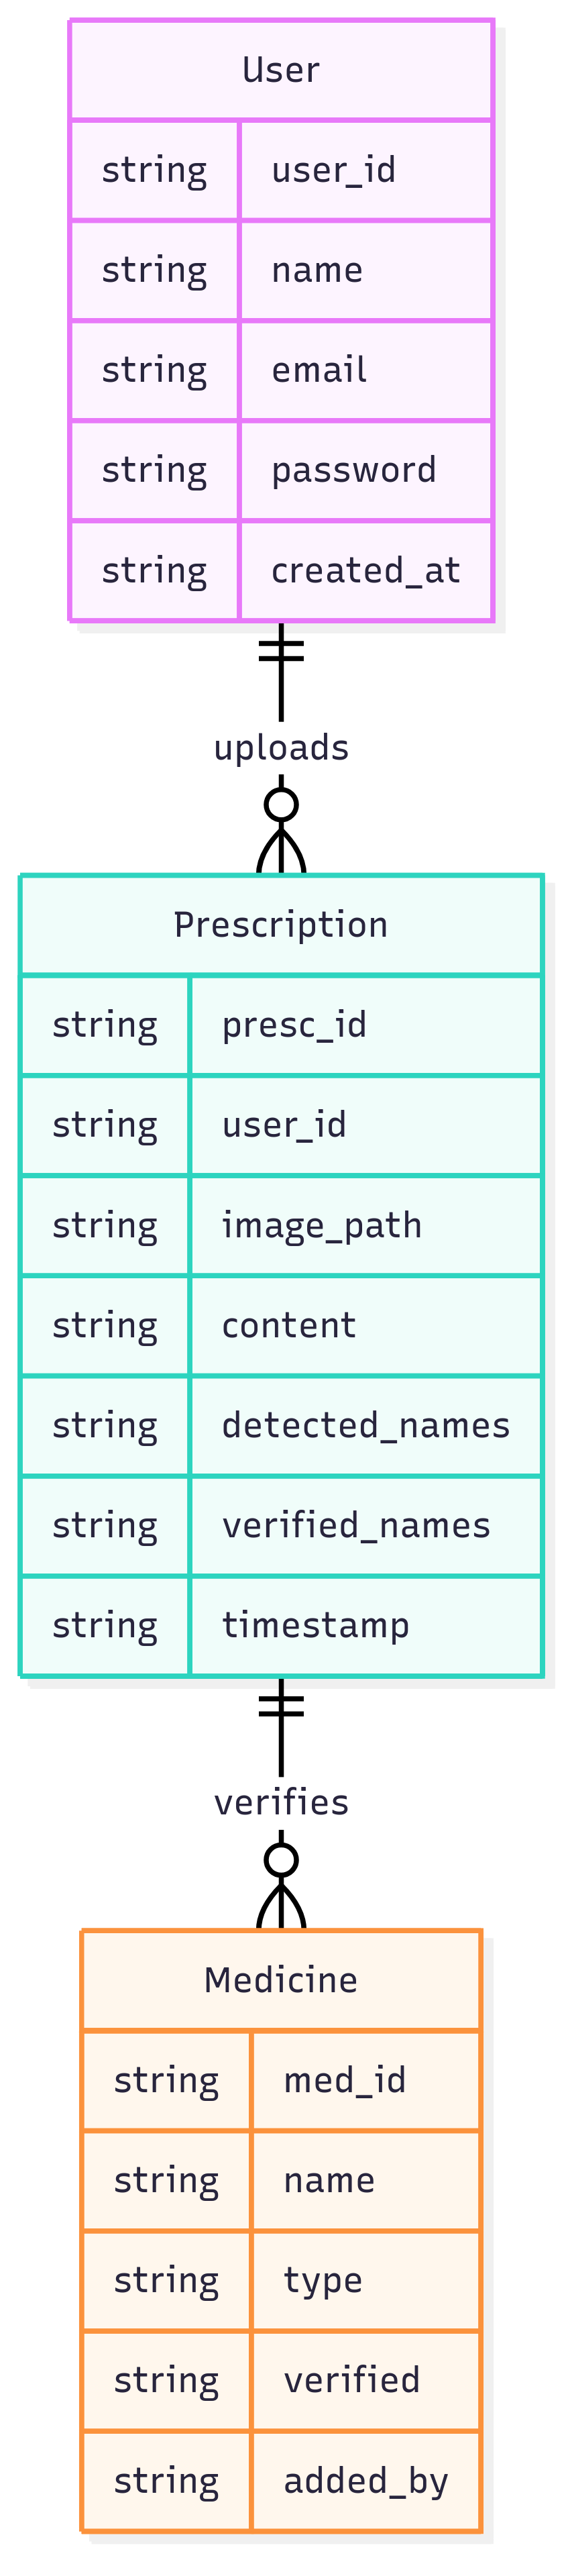 User
string user_id
string name
string email
string password
string created_at
uploads
Prescription
string presc_id
string user_id
string image_path
string content
string detected_names
string verified_names
string timestamp
verifies
Medicine
string med_id
string name
string type
string verified
string added_by